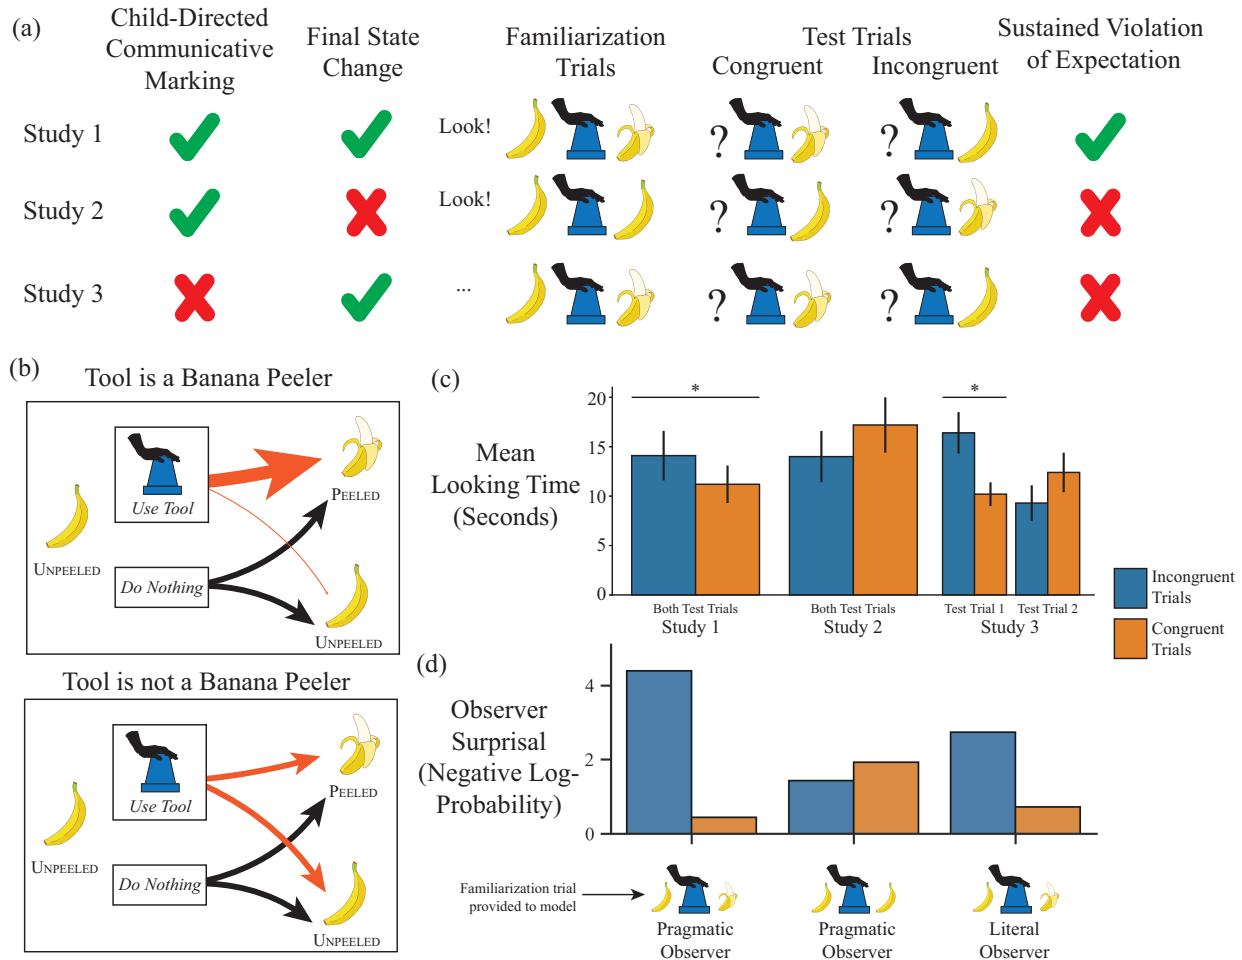 (a)
Child-Directed
Communicative
Marking
Final State
Change
Familiarization
Trials
Test Trials
Congruent
Incongruent
Sustained Violation
of Expectation
Study 1
Look!
?
?
Study 2
Look!
?
?
Study 3
...
?
?
(b)
Tool is a Banana Peeler
Use Tool
PEELED
UNPEELED
Do Nothing
UNPEELED
Tool is not a Banana Peeler
Use Tool
PEELED
UNPEELED
Do Nothing
UNPEELED
(c)
Mean
Looking Time
(Seconds)
20
15
10
5
0
*
*
Both Test Trials
Study 1
Both Test Trials
Study 2
Test Trial 1
Test Trial 2
Study 3
Incongruent
Trials
Congruent
Trials
(d)
Observer
Surprisal
(Negative Log-
Probability)
4
2
0
Familiarization trial
provided to model
Pragmatic
Observer
Pragmatic
Observer
Literal
Observer